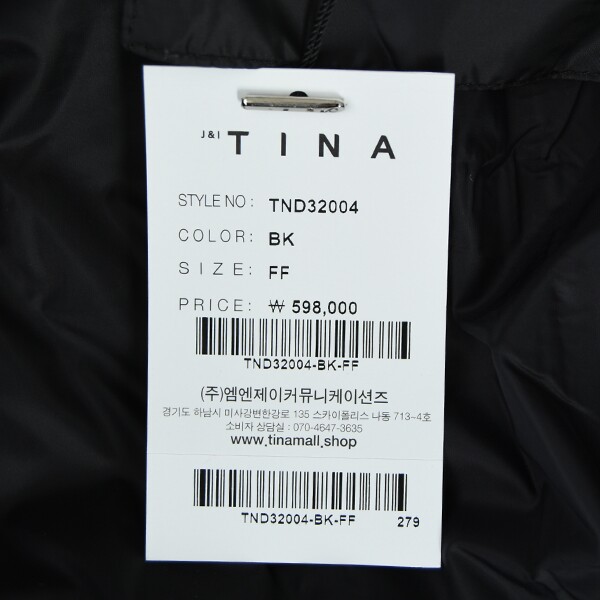 J&I TINA
STYLE NO: TND32004
COLOR: BK
SIZE: FF
PRICE: ₩ 598,000
TND32004-BK-FF
(주)엠엔제이커뮤니케이션즈
경기도 하남시 미사강변한강로 135 스카이폴리스 나동 713~4호
소비자 상담실 : 070-4647-3635
www.tinamall.shop
TND32004-BK-FF 279